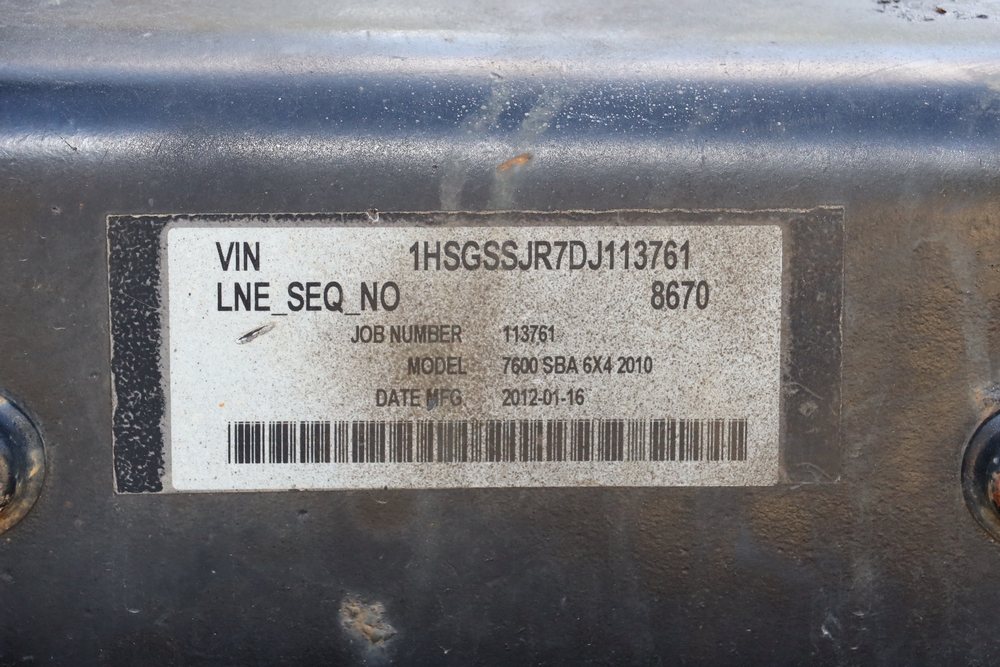 VIN 1HSGSSJR7DJ113761
LNE_SEQ_NO 8670
JOB NUMBER 113761
MODEL 7600 SBA 6X4 2010
DATE MFG 2012-01-16